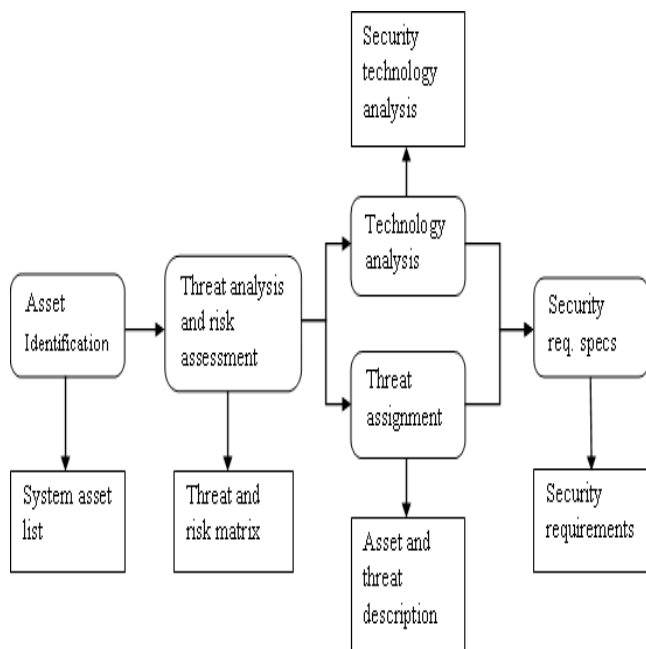 Security
technology
analysis
Technology
analysis
Asset
Identification
Threat analysis
and risk
assessment
Security
req. specs
Threat
assignment
System asset
list
Threat and
risk matrix
Security
requirements
Asset and
threat
description